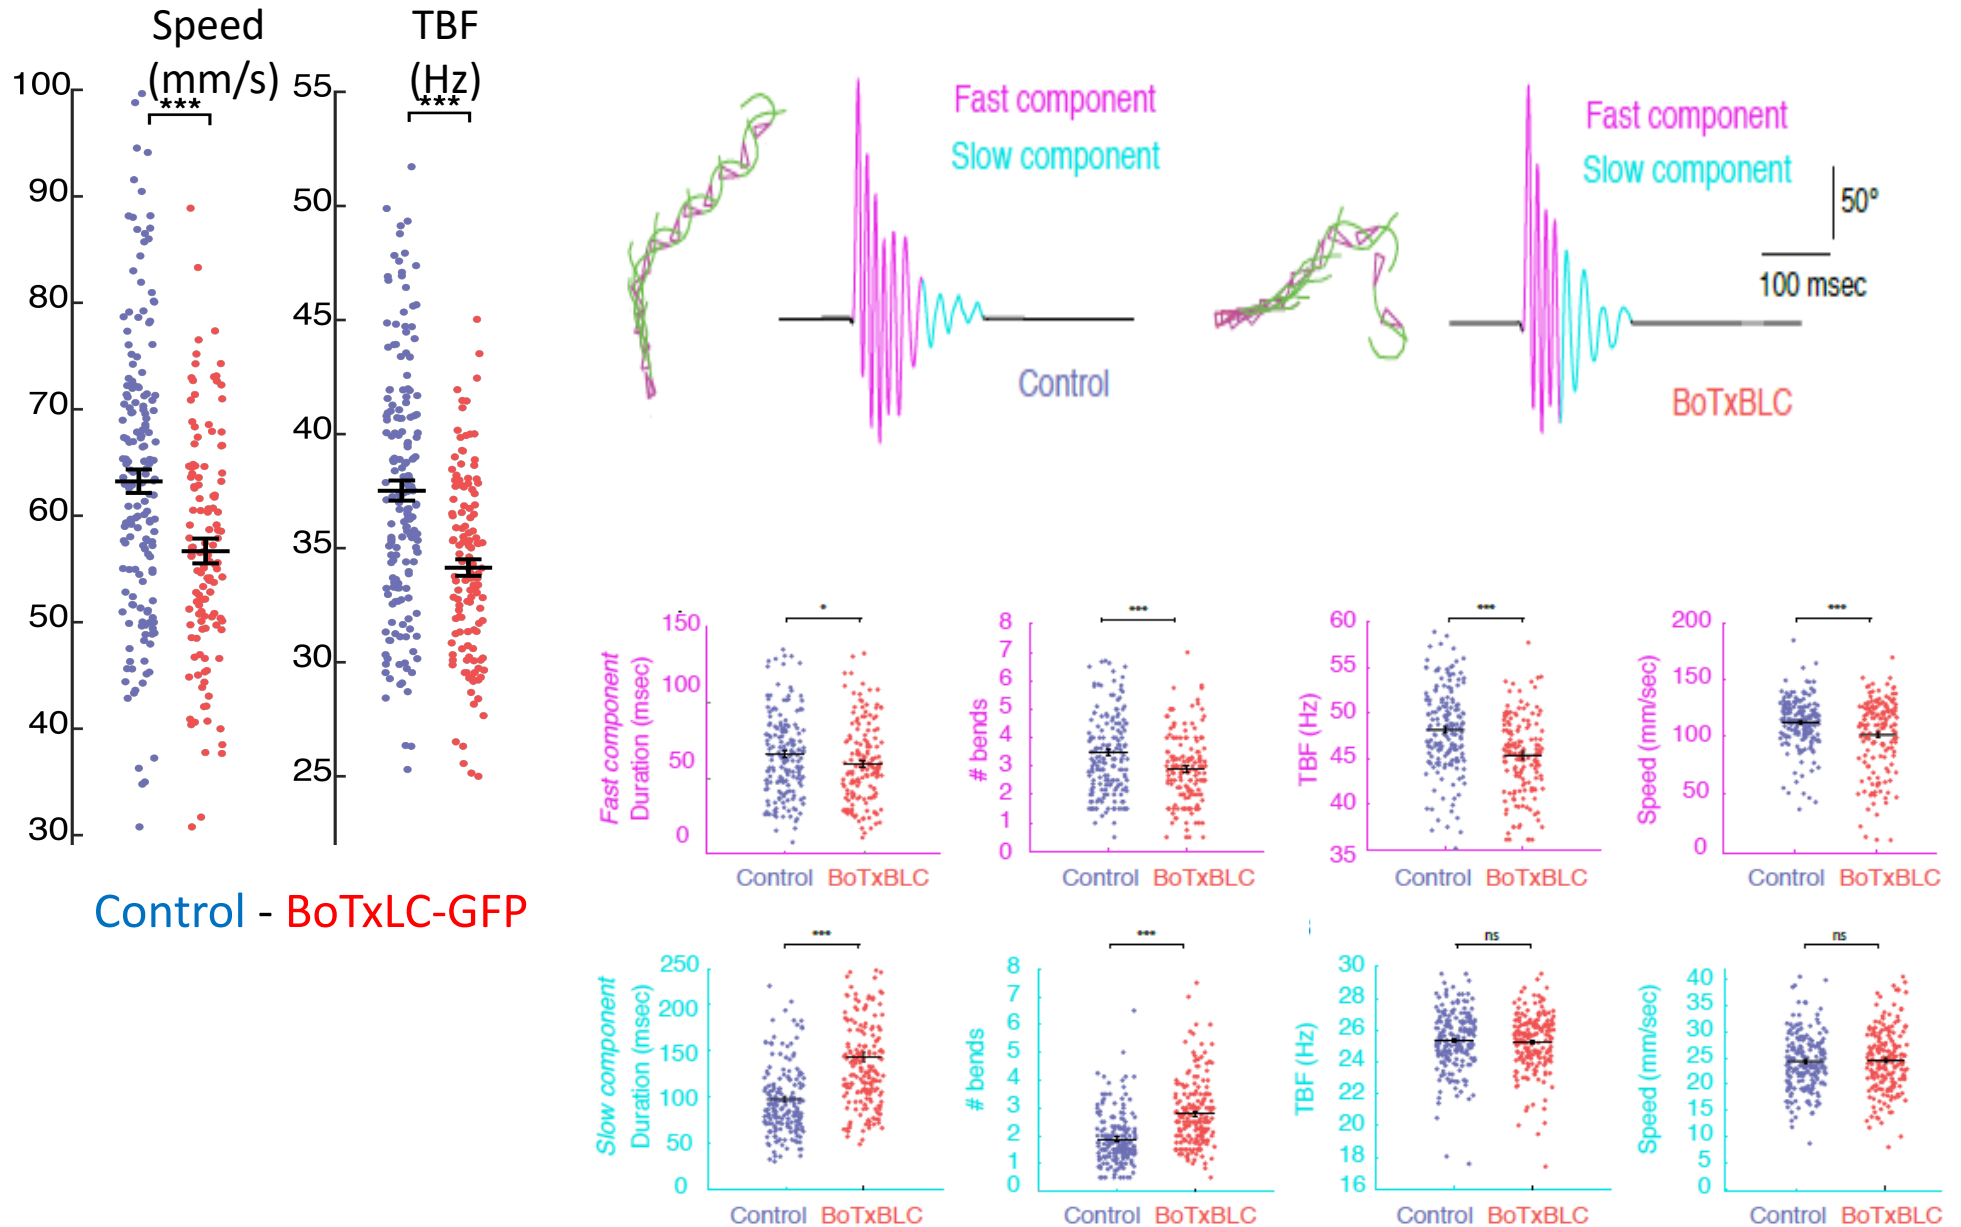 Speed
(mm/s)
***
100
90
80
70
60
50
40
30
TBF
(Hz)
***
55
50
45
40
35
30
25
Control - BoTxLC-GFP
Fast component
Slow component
Control
Fast component
Slow component
50°
100 msec
BoTxBLC
Fast component
Duration (msec)
150
100
50
0
*
Control BoTxBLC
# bends
8
7
6
5
4
3
2
1
0
***
Control BoTxBLC
TBF (Hz)
60
55
50
45
40
35
***
Control BoTxBLC
Speed (mm/sec)
200
150
100
50
0
***
Control BoTxBLC
Slow component
Duration (msec)
250
200
150
100
50
0
***
Control BoTxBLC
# bends
8
7
6
5
4
3
2
1
0
***
Control BoTxBLC
TBF (Hz)
30
28
26
24
22
20
18
16
ns
Control BoTxBLC
Speed (mm/sec)
40
35
30
25
20
15
10
5
0
ns
Control BoTxBLC